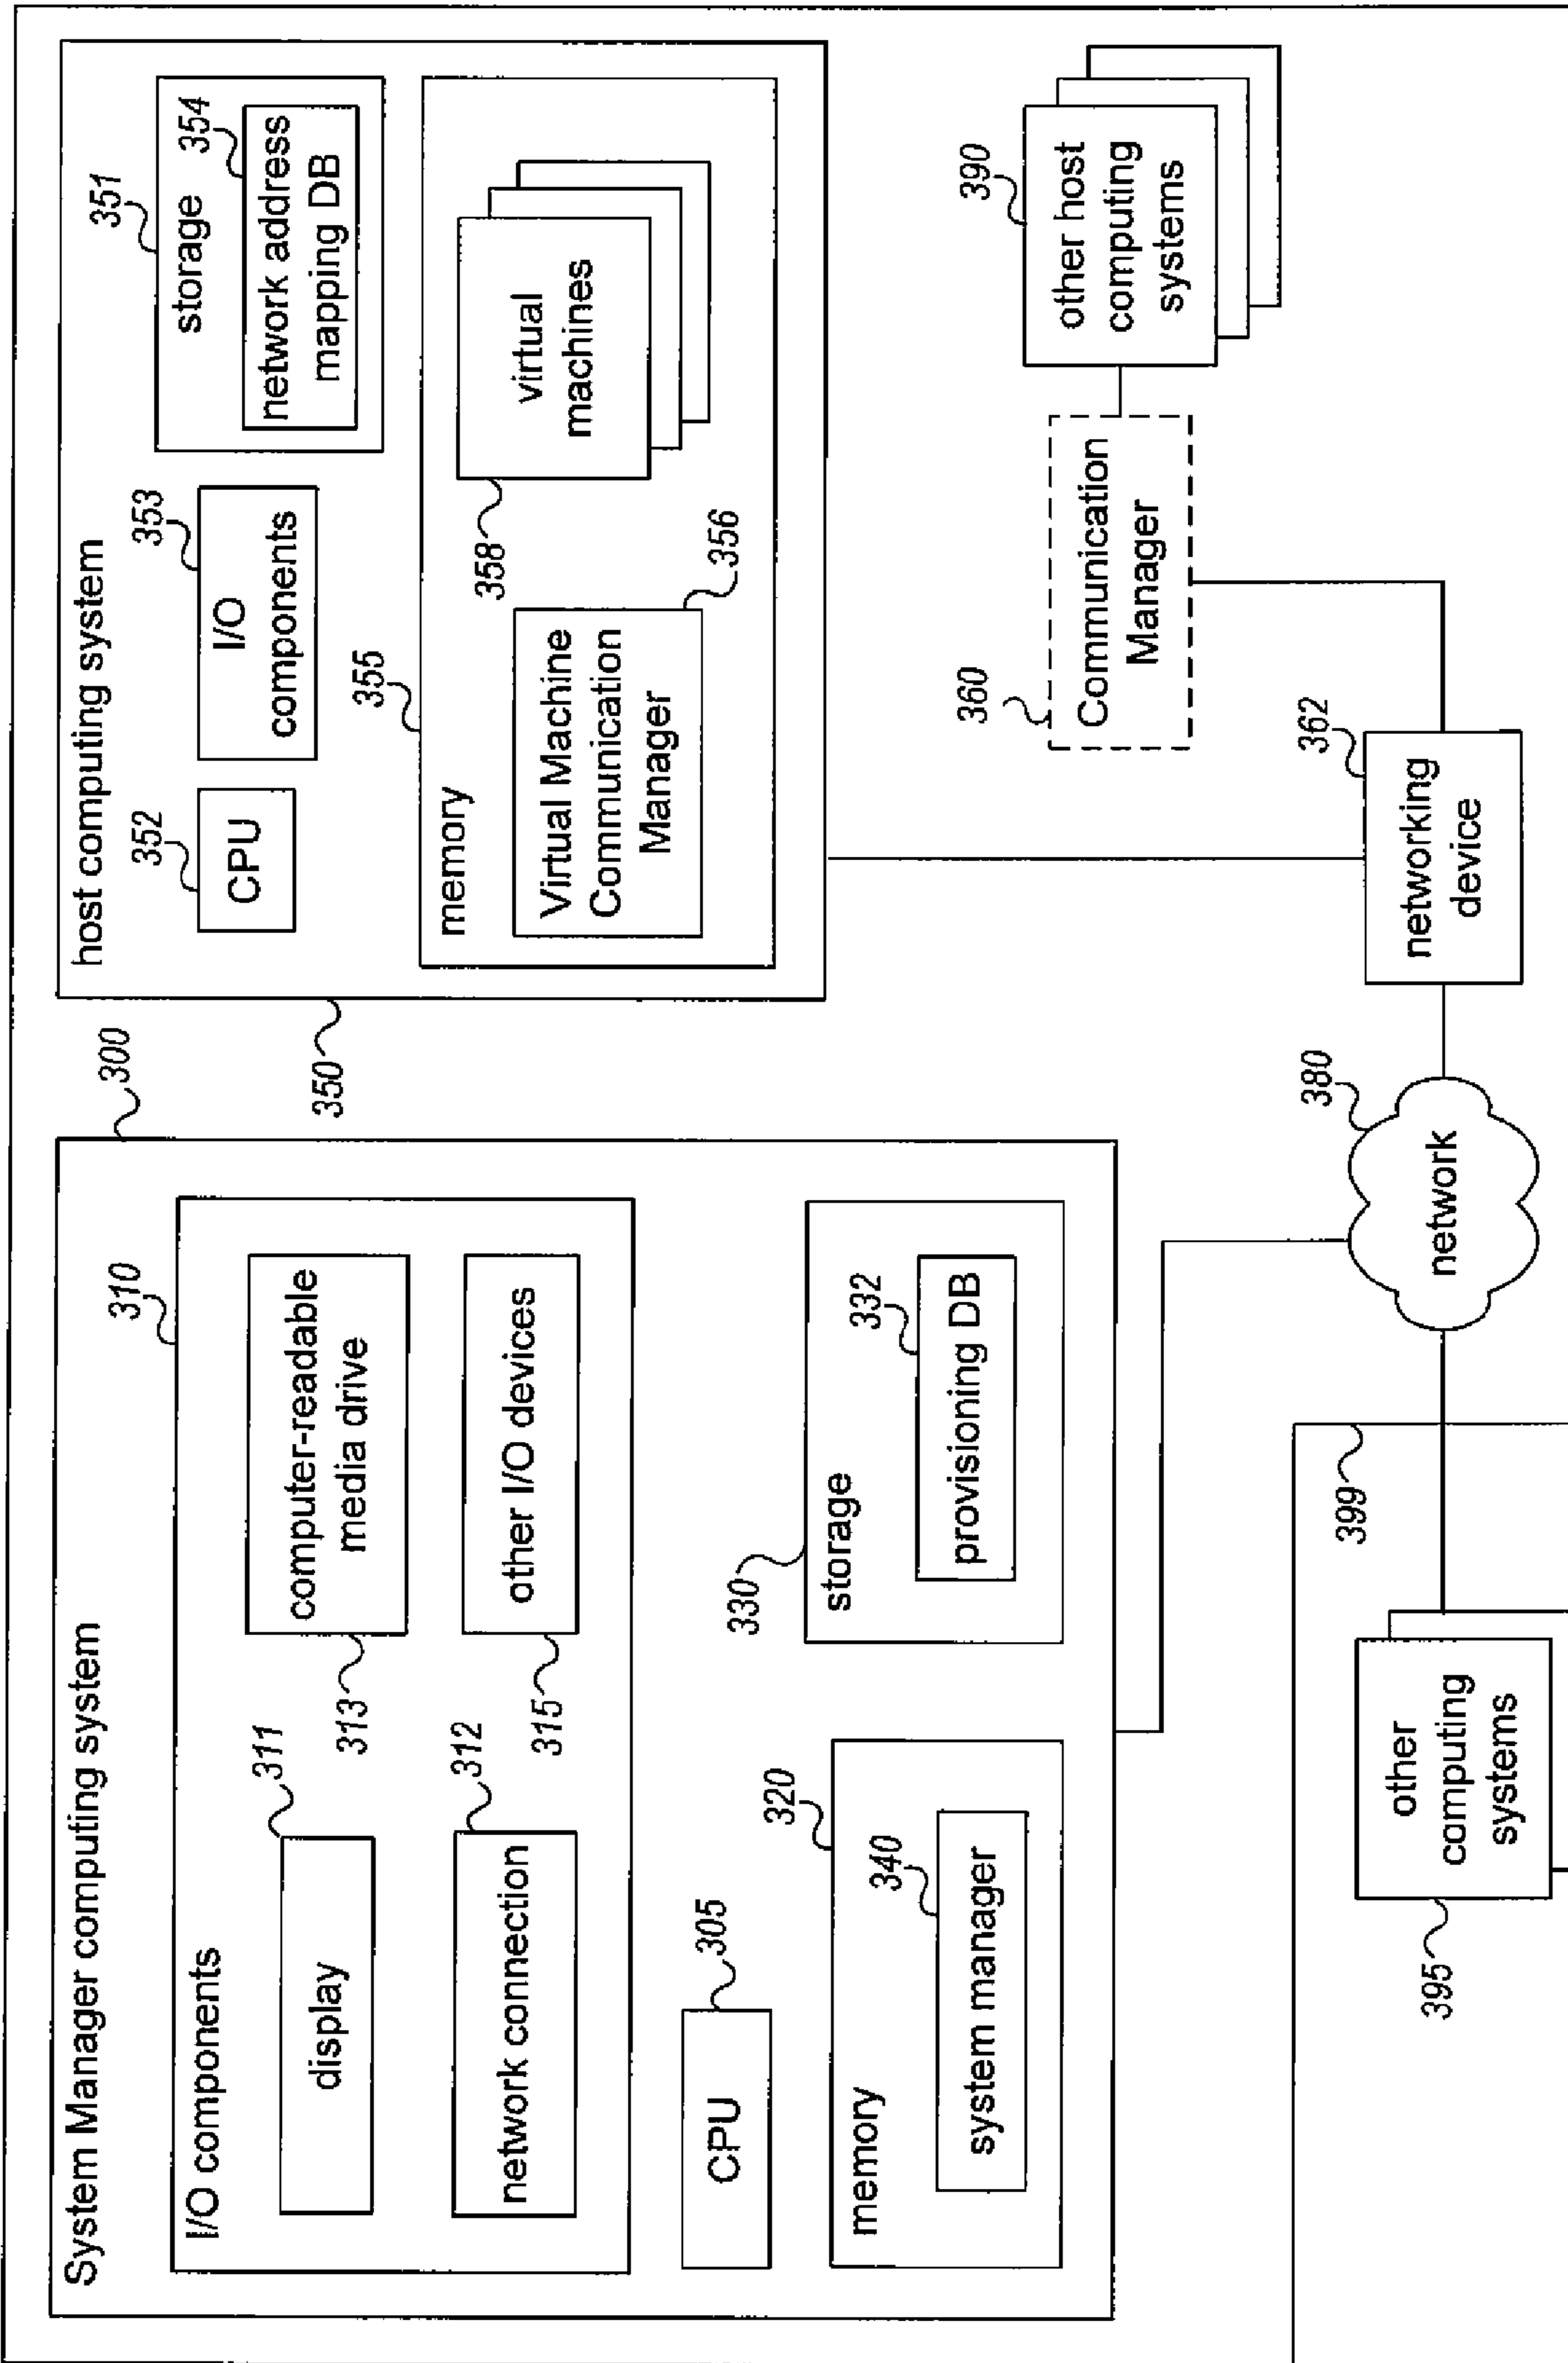 System Manager computing system
300
I/O components
310
display
311
computer-readable
media drive
313
network connection
312
other I/O devices
315
CPU
305
memory
320
system manager
340
storage
330
provisioning DB
332
host computing system
350
CPU
352
I/O
components
353
storage
351
network address
mapping DB
354
memory
355
Virtual Machine
Communication
Manager
356
virtual
machines
358
other host
computing
systems
390
Communication
Manager
360
networking
device
362
network
380
399
other
computing
systems
395